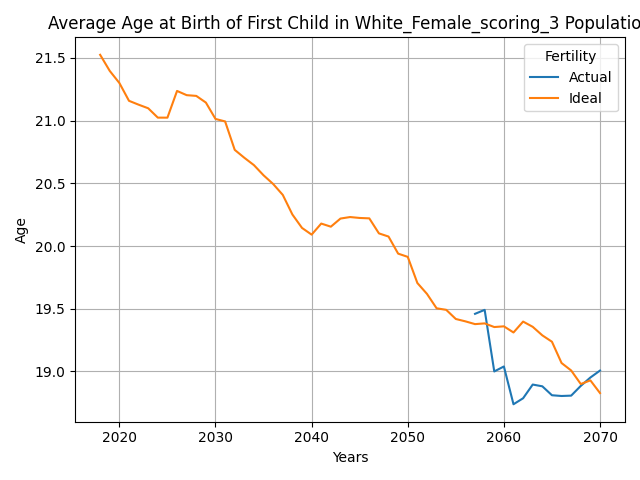 Average Age at Birth of First Child in White_Female_scoring_3 Populatio
Fertility
Actual
Ideal
21.5
21.0
20.5
20.0
19.5
19.0
Age
2020 2030 2040 2050 2060 2070
Years